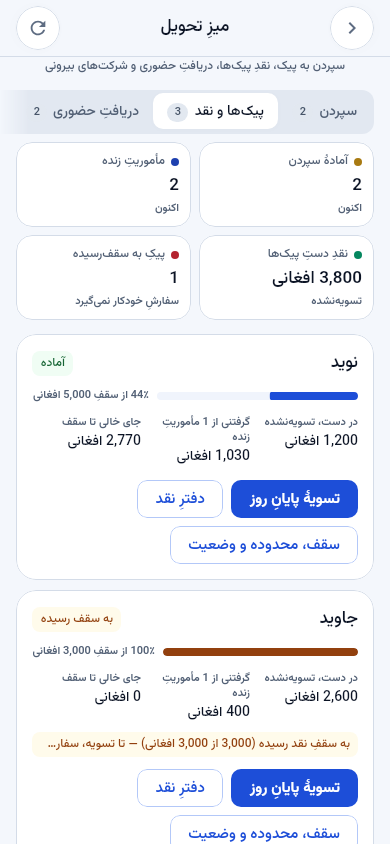 میزِ تحویل
سپردن به پیک، نقدِ پیک‌ها، دریافتِ حضوری و شرکت‌های بیرونی
سپردن 2
پیک‌ها و نقد 3
دریافتِ حضوری 2
آمادهٔ سپردن
2
اکنون
مأموریتِ زنده
2
اکنون
نقدِ دستِ پیک‌ها
3,800 افغانی
تسویه‌نشده
پیکِ به سقف‌رسیده
1
سفارشِ خودکار نمی‌گیرد
نوید
آماده
44٪ از سقفِ 5,000 افغانی
در دست، تسویه‌نشده
1,200 افغانی
گرفتنی از 1 مأموریتِ
زنده
1,030 افغانی
جای خالی تا سقف
2,770 افغانی
تسویهٔ پایانِ روز
دفترِ نقد
سقف، محدوده و وضعیت
جاوید
به سقف رسیده
100٪ از سقفِ 3,000 افغانی
در دست، تسویه‌نشده
2,600 افغانی
گرفتنی از 1 مأموریتِ
زنده
400 افغانی
جای خالی تا سقف
0 افغانی
به سقفِ نقد رسیده (3,000 از 3,000 افغانی) — تا تسویه، سفار…
تسویهٔ پایانِ روز
دفترِ نقد
سقف، محدوده و وضعیت